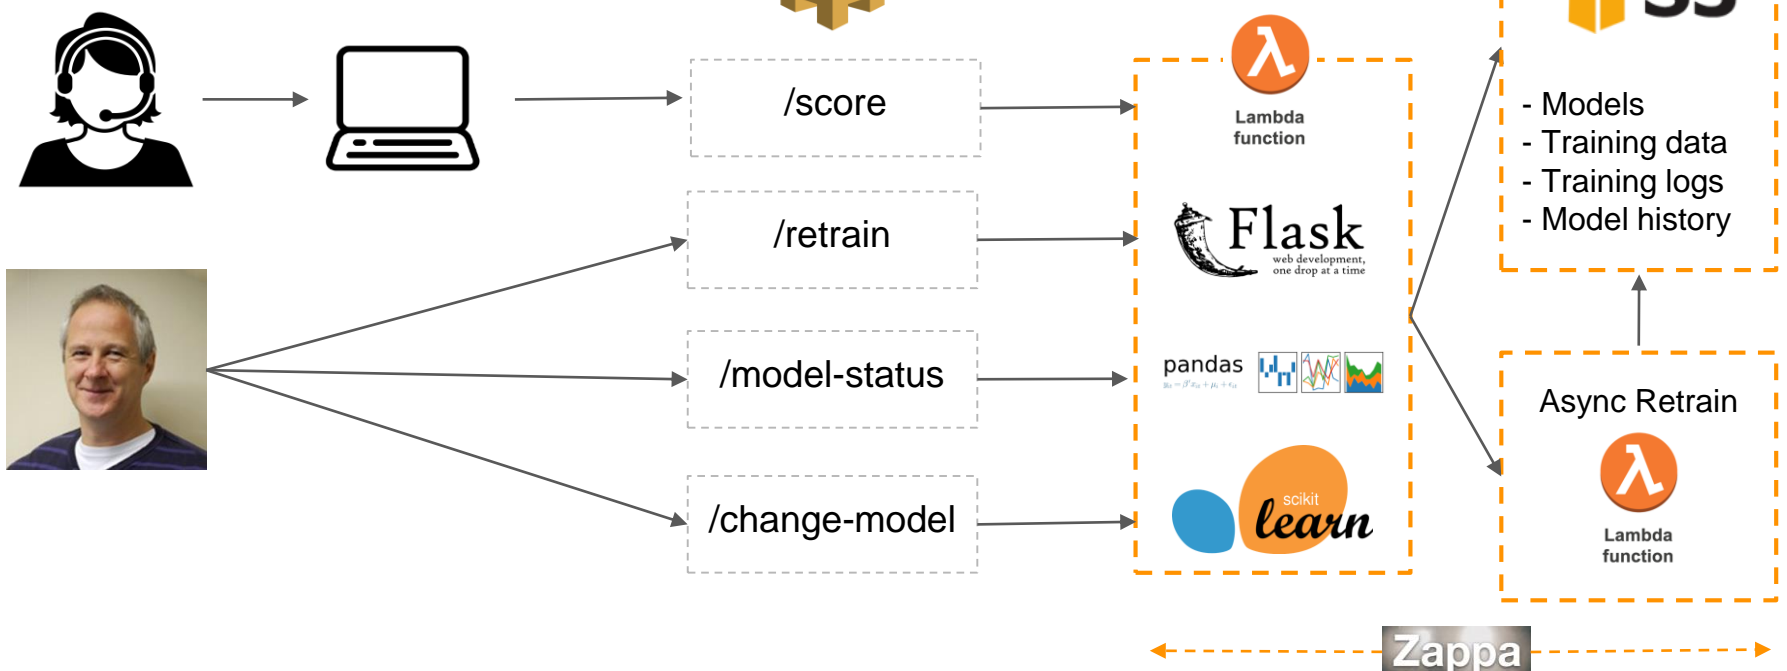 S3
/score
Lambda
function
- Models
- Training data
- Training logs
- Model history
/retrain
Flask
web development,
one drop at a time
/model-status
pandas
Async Retrain
/change-model
scikit
learn
Lambda
function
Zappa